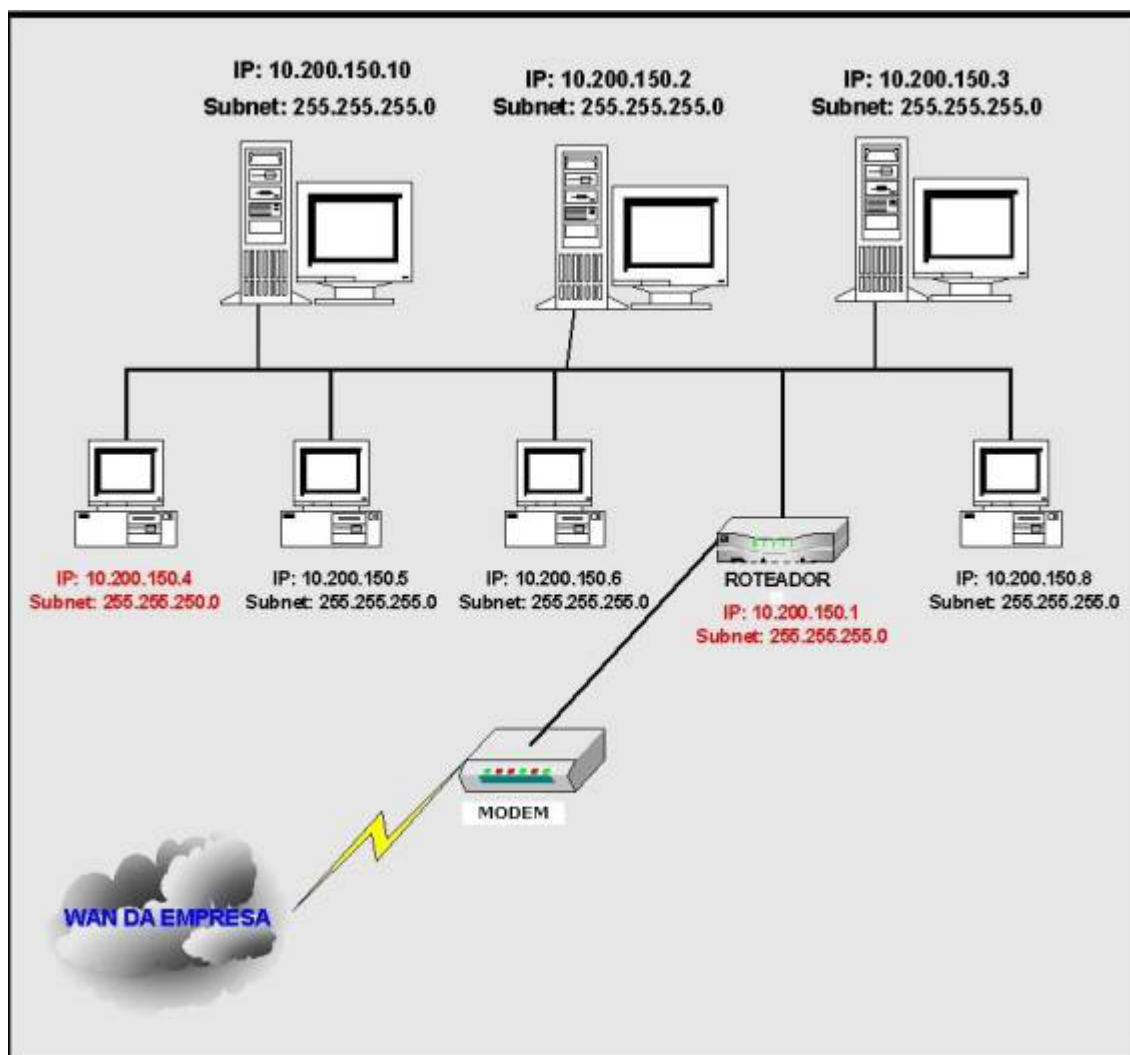 IP: 10.200.150.10
Subnet: 255.255.255.0
IP: 10.200.150.2
Subnet: 255.255.255.0
IP: 10.200.150.3
Subnet: 255.255.255.0
IP: 10.200.150.4
Subnet: 255.255.250.0
IP: 10.200.150.5
Subnet: 255.255.255.0
IP: 10.200.150.6
Subnet: 255.255.255.0
ROTEADOR
IP: 10.200.150.1
Subnet: 255.255.255.0
IP: 10.200.150.8
Subnet: 255.255.255.0
MODEM
WAN DA EMPRESA